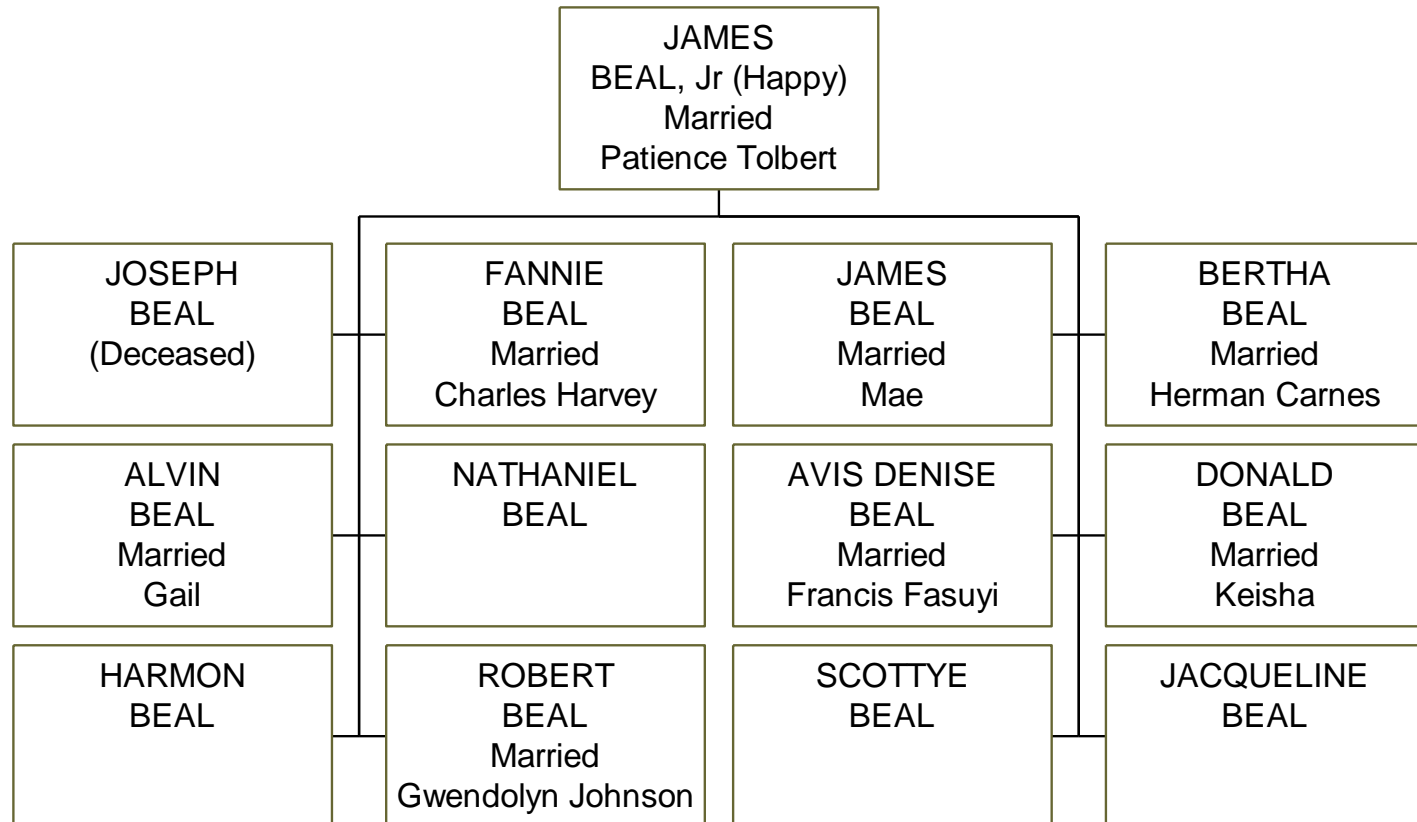 JAMES
BEAL, Jr (Happy)
Married
Patience Tolbert
JOSEPH
BEAL
(Deceased)
FANNIE
BEAL
Married
Charles Harvey
JAMES
BEAL
Married
Mae
BERTHA
BEAL
Married
Herman Carnes
ALVIN
BEAL
Married
Gail
NATHANIEL
BEAL
AVIS DENISE
BEAL
Married
Francis Fasuyi
DONALD
BEAL
Married
Keisha
HARMON
BEAL
ROBERT
BEAL
Married
Gwendolyn Johnson
SCOTTYE
BEAL
JACQUELINE
BEAL